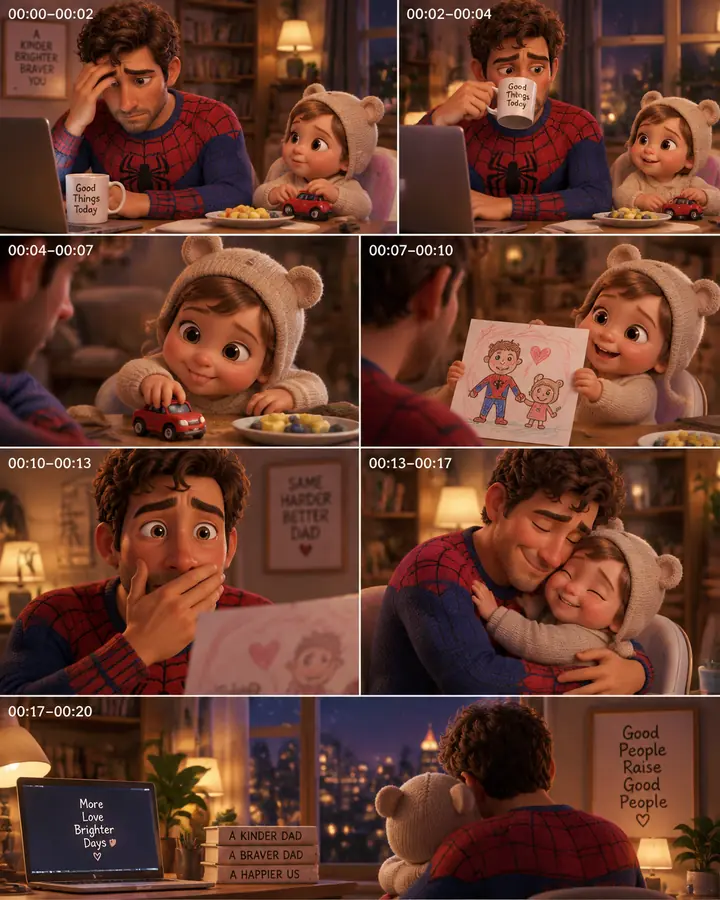 00:00–00:02
A
KINDER
BRIGHTER
BRAVER
YOU
Good
Things
Today
00:02–00:04
Good
Things
Today
00:04–00:07
00:07–00:10
00:10–00:13
SAME
HARDER
BETTER
DAD
00:13–00:17
00:17–00:20
More
Love
Brighter
Days
A KINDER DAD
A BRAVER DAD
A HAPPIER US
Good
People
Raise
Good
People